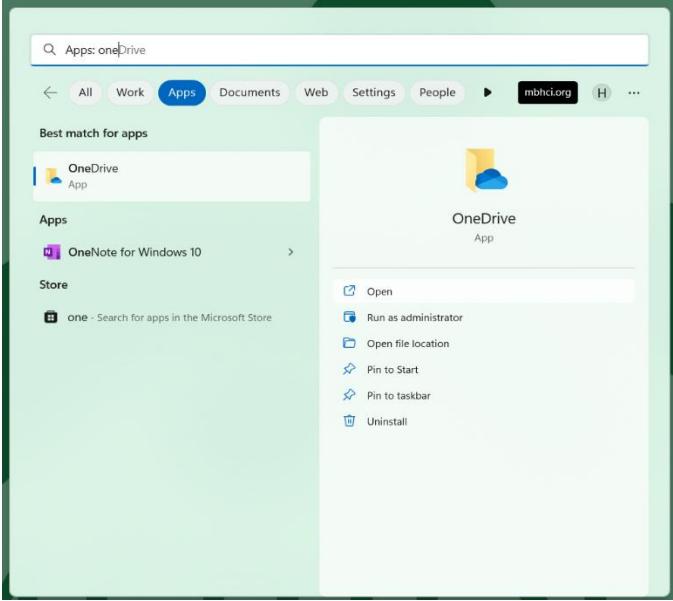 Apps: oneDrive
All Work Apps Documents Web Settings People mbhci.org H ...
Best match for apps
OneDrive
App
Apps
OneNote for Windows 10
Store
one - Search for apps in the Microsoft Store
OneDrive
App
Open
Run as administrator
Open file location
Pin to Start
Pin to taskbar
Uninstall